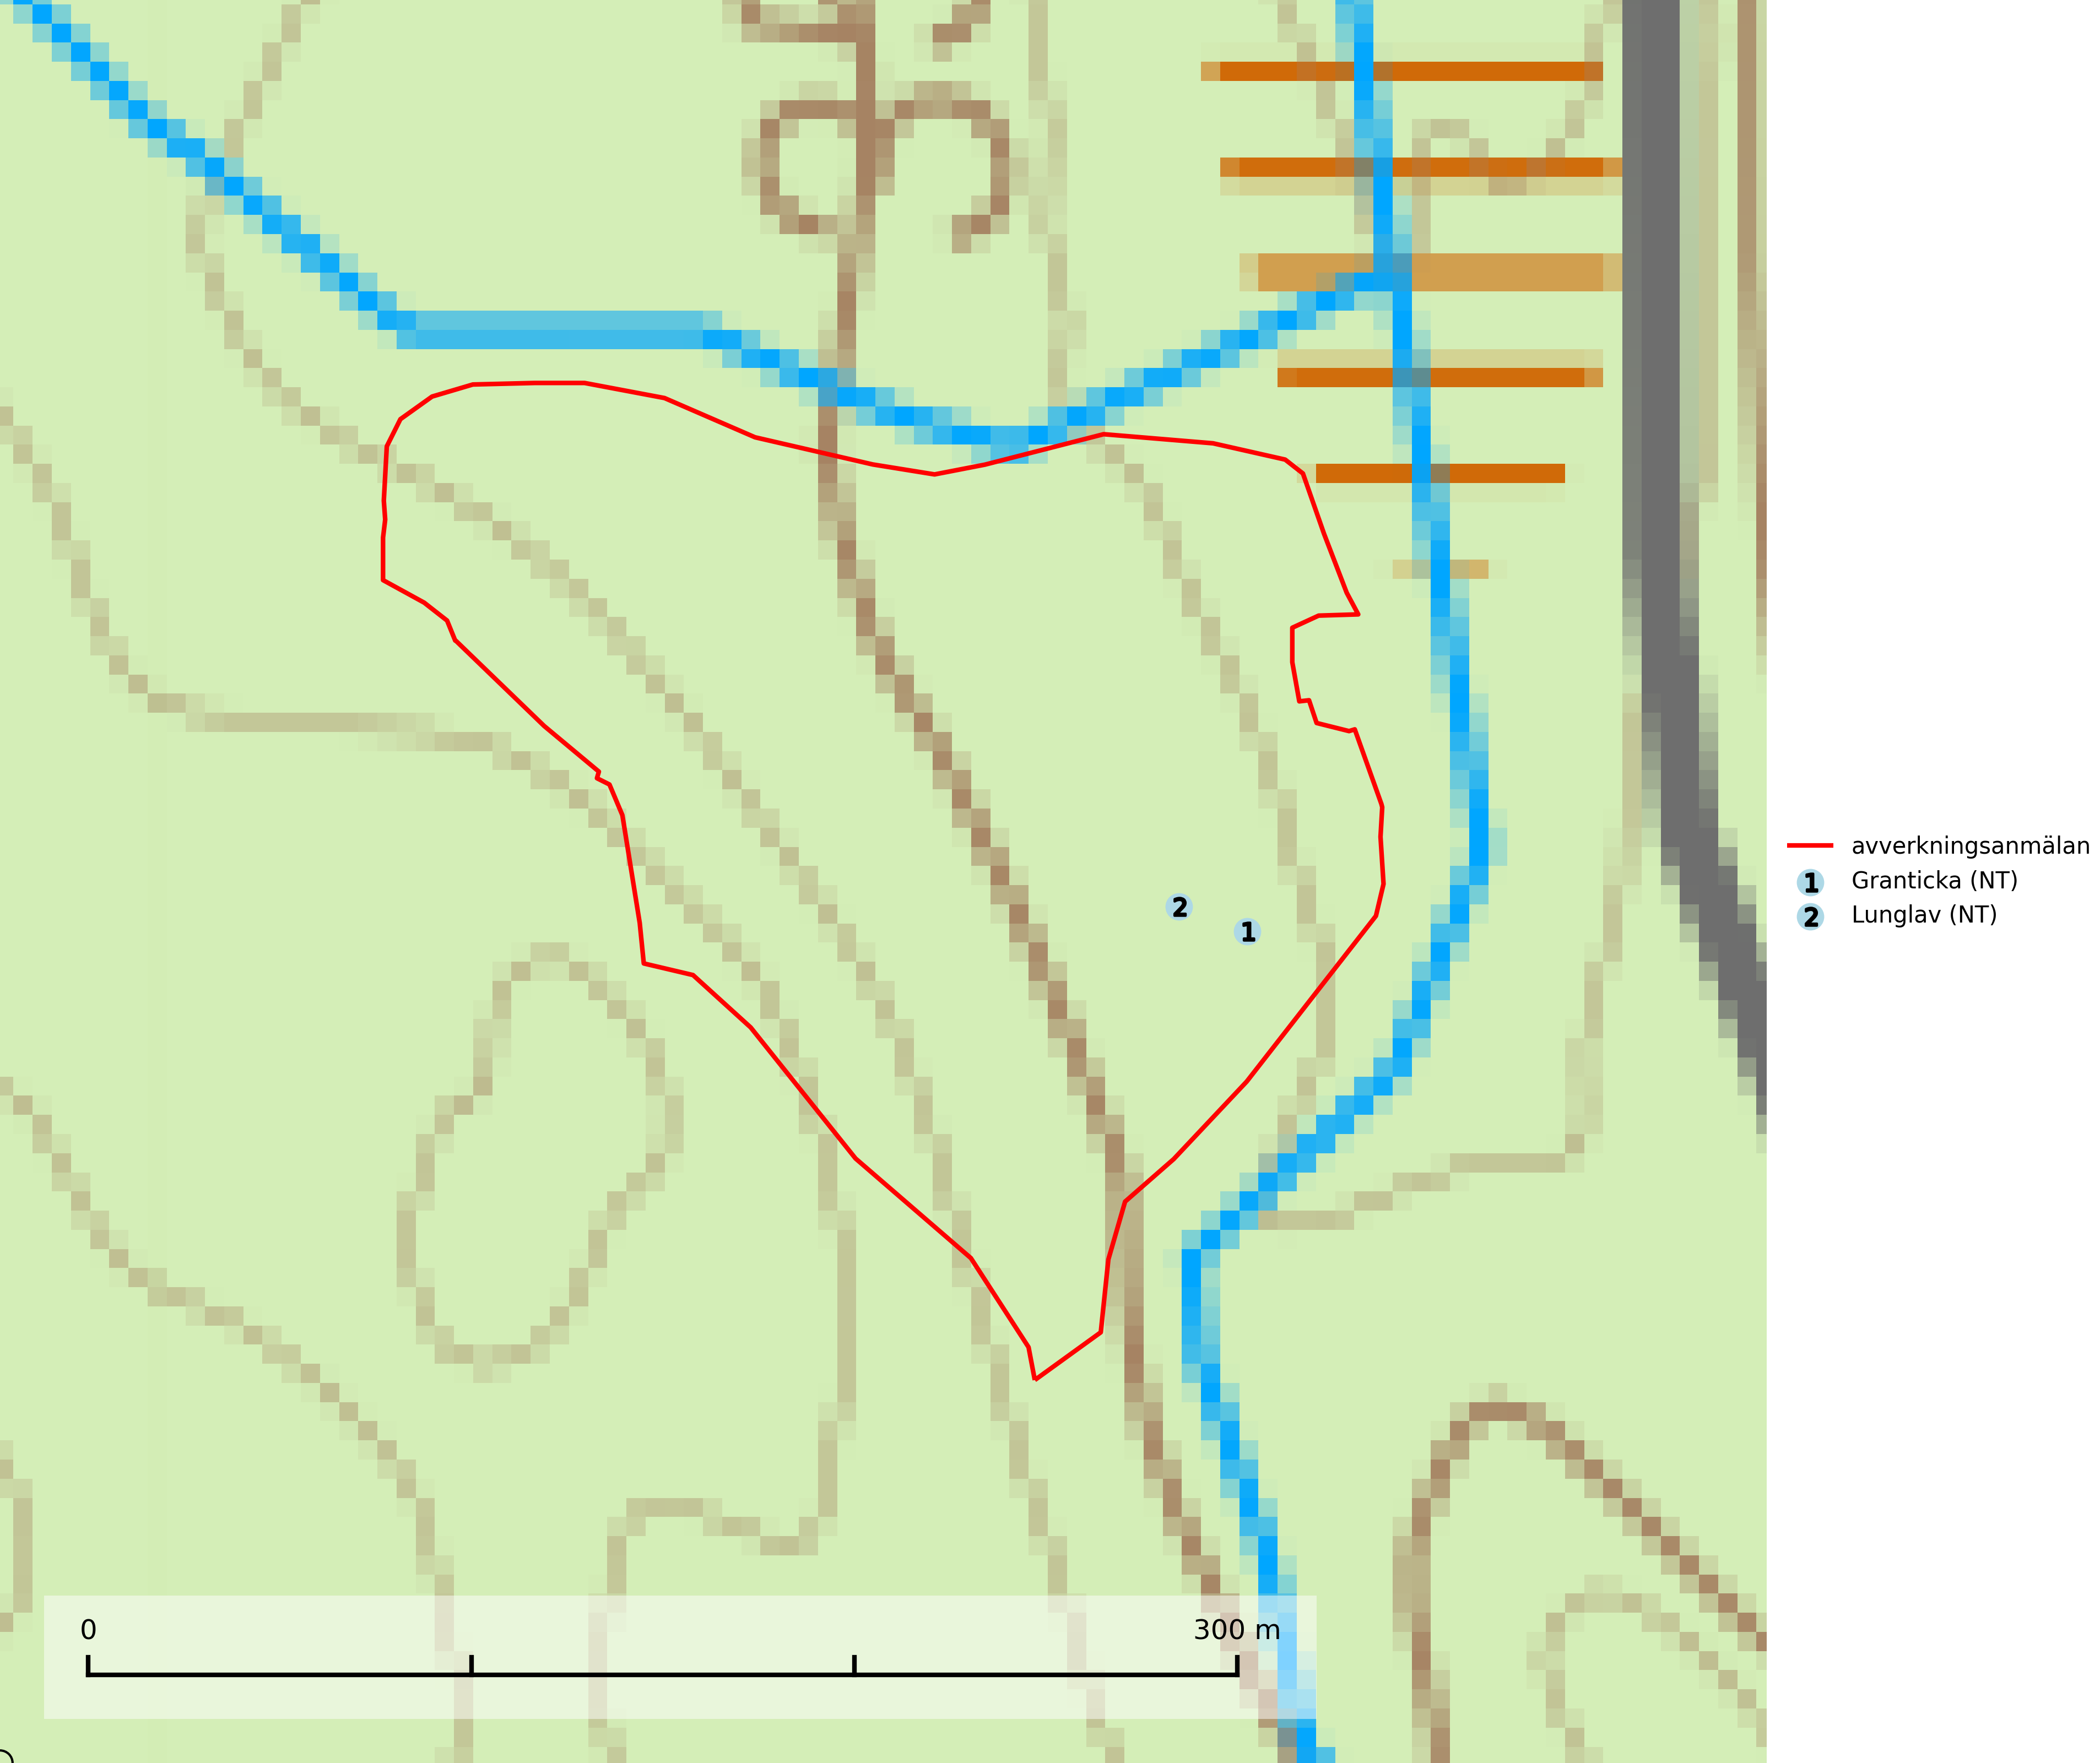 avverkningsanmälan
1 Granticka (NT)
2 Lunglav (NT)
2
1
0 300 m